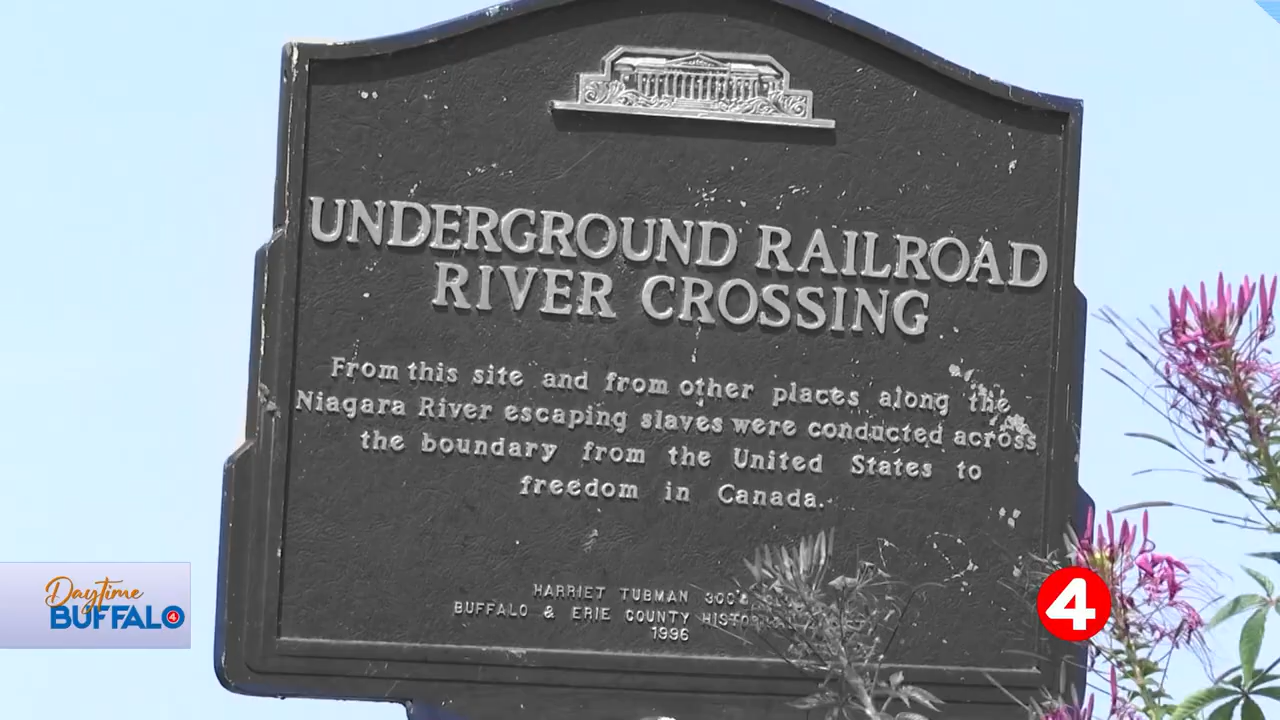 UNDERGROUND RAILROAD
RIVER CROSSING
From this site and from other places along the
Niagara River escaping slaves were conducted across
the boundary from the United States to
freedom in Canada.
HARRIET TUBMAN 300's
BUFFALO & ERIE COUNTY
1996
Daytime
BUFFALO 4
4